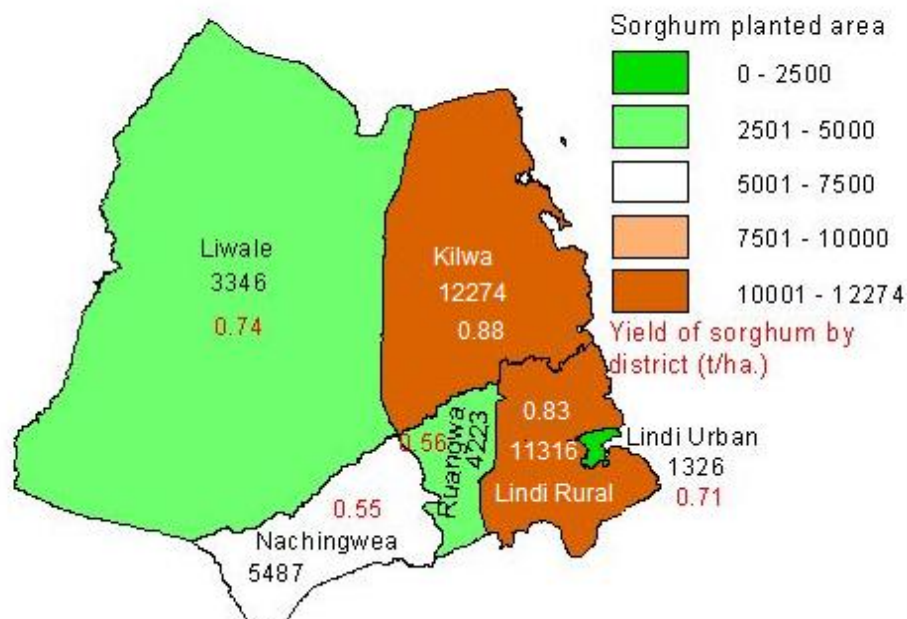 Sorghum planted area
0 - 2500
2501 - 5000
5001 - 7500
7501 - 10000
10001 - 12274
Yield of sorghum by
district (t/ha.)
Liwale
3346
0.74
Kilwa
12274
0.88
0.56
Ruangwa
4223
0.83
11316
Lindi Rural
Lindi Urban
1326
0.71
0.55
Nachingwea
5487